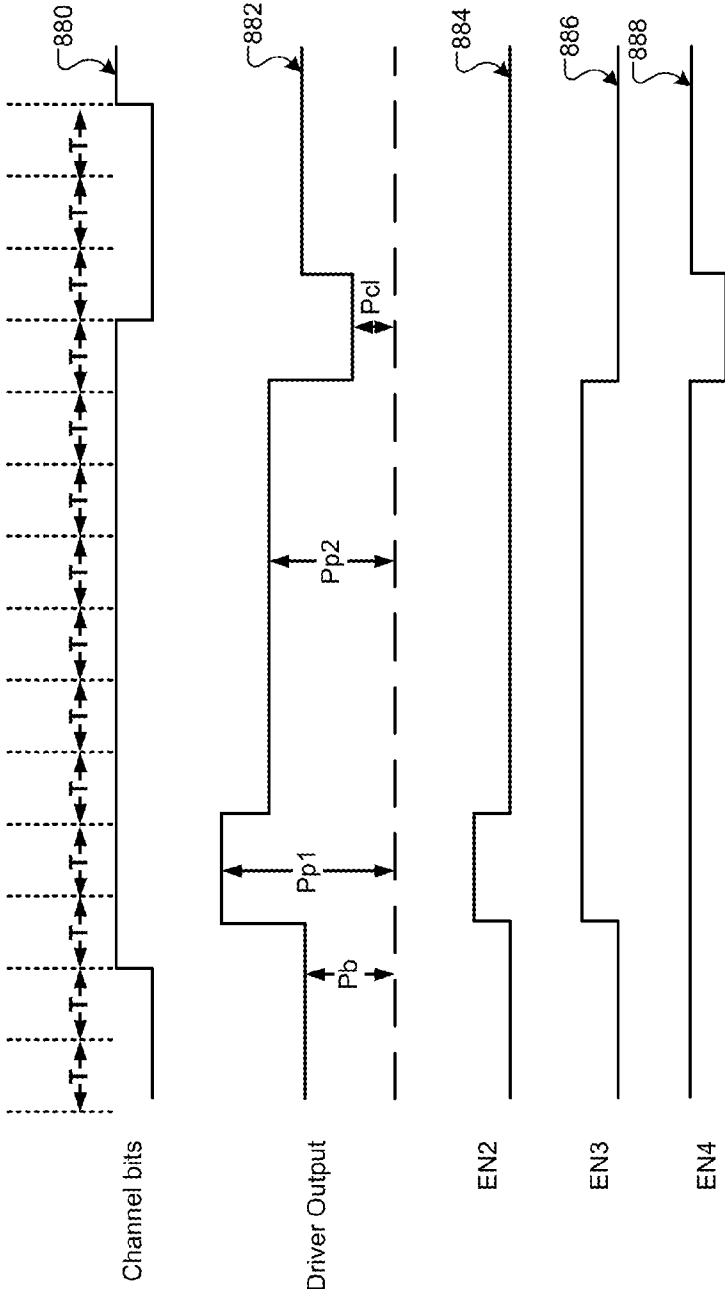 T T T T T T T T T T T T T T
Channel bits 880
Driver Output Pb Pp1 Pp2 Pcl 882
EN2 884
EN3 886
EN4 888